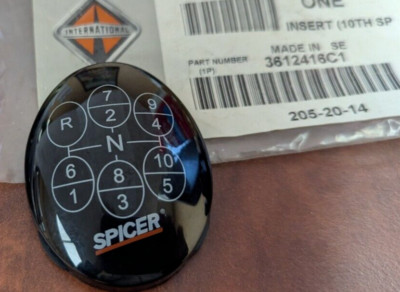 ONE
INTERNATIONAL
INSERT (10TH SP
MADE IN SE
PART NUMBER
(1P)
3612416C1
205-20-14
7 9
R 2 4
N
6 8 10
1 3 5
SPICER®